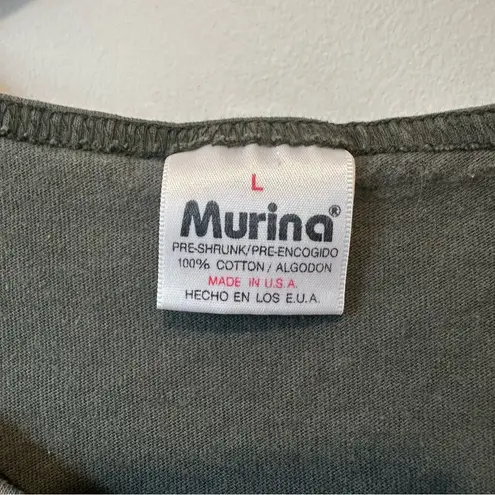 L
Murina®
PRE-SHRUNK/PRE-ENCOGIDO
100% COTTON / ALGODON
MADE IN U.S.A.
HECHO EN LOS E.U.A.